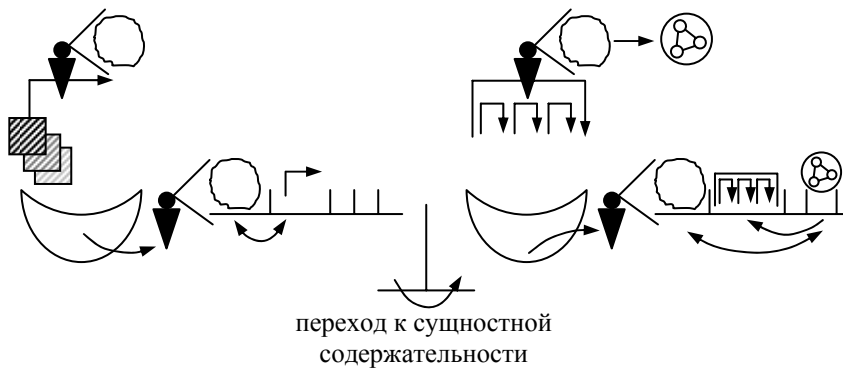 переход к сущностной
содержательности